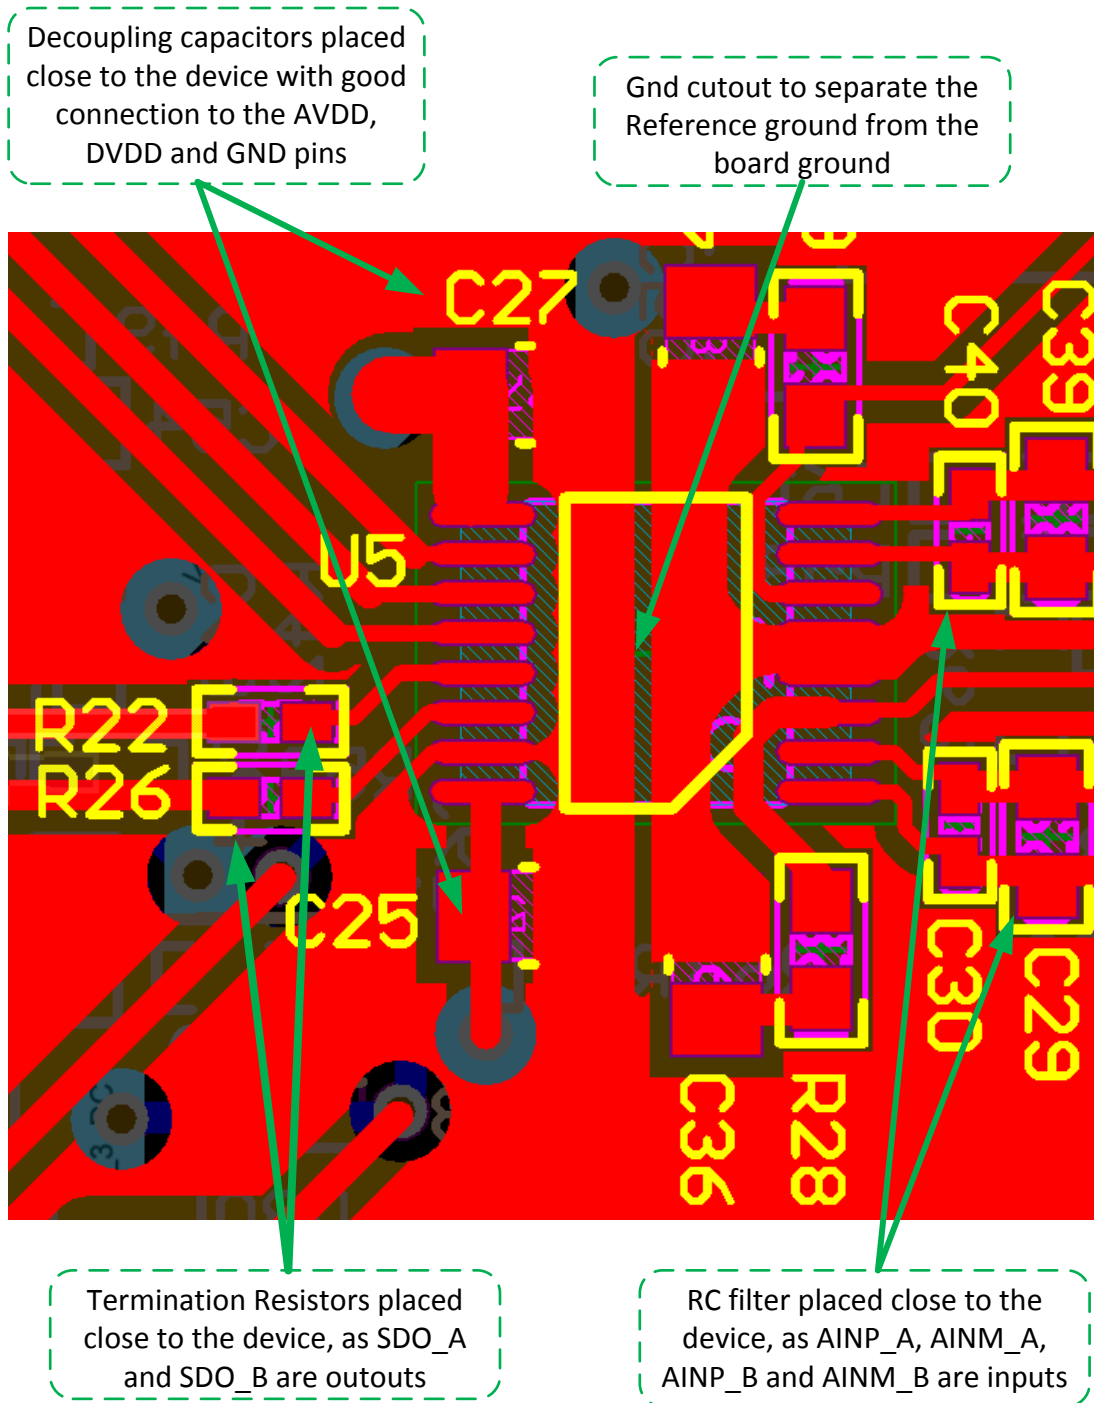 Decoupling capacitors placed
close to the device with good
connection to the AVDD,
DVDD and GND pins
Gnd cutout to separate the
Reference ground from the
board ground
C27
C40
C39
U5
R22
R26
C25
C30
C29
C36
R28
Termination Resistors placed
close to the device, as SDO_A
and SDO_B are outouts
RC filter placed close to the
device, as AINP_A, AINM_A,
AINP_B and AINM_B are inputs